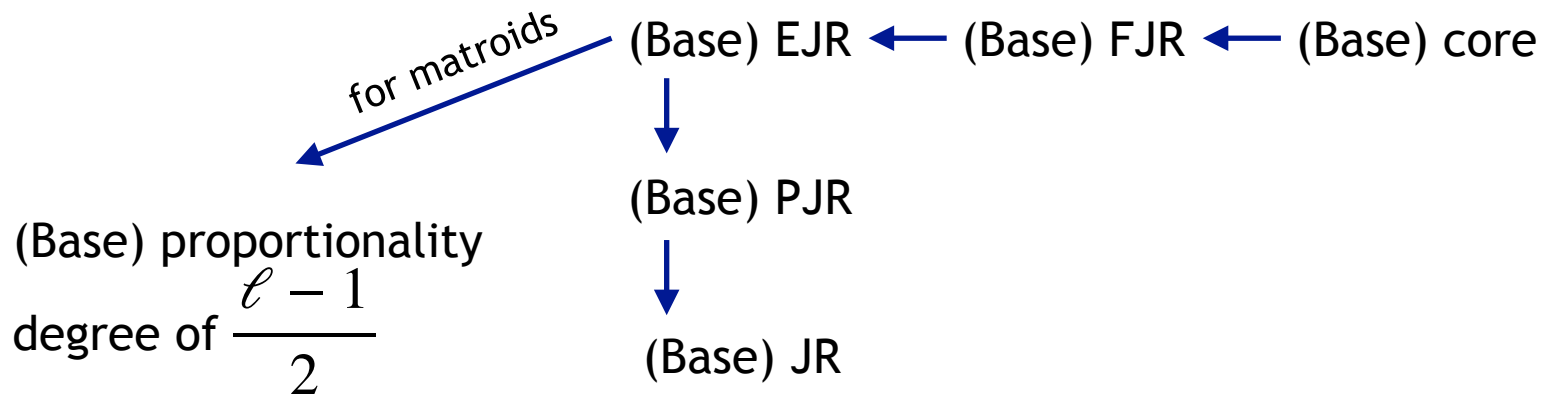 for matroids
(Base) EJR
(Base) FJR
(Base) core
(Base) PJR
(Base) proportionality
degree of (ℓ − 1)/2
(Base) JR